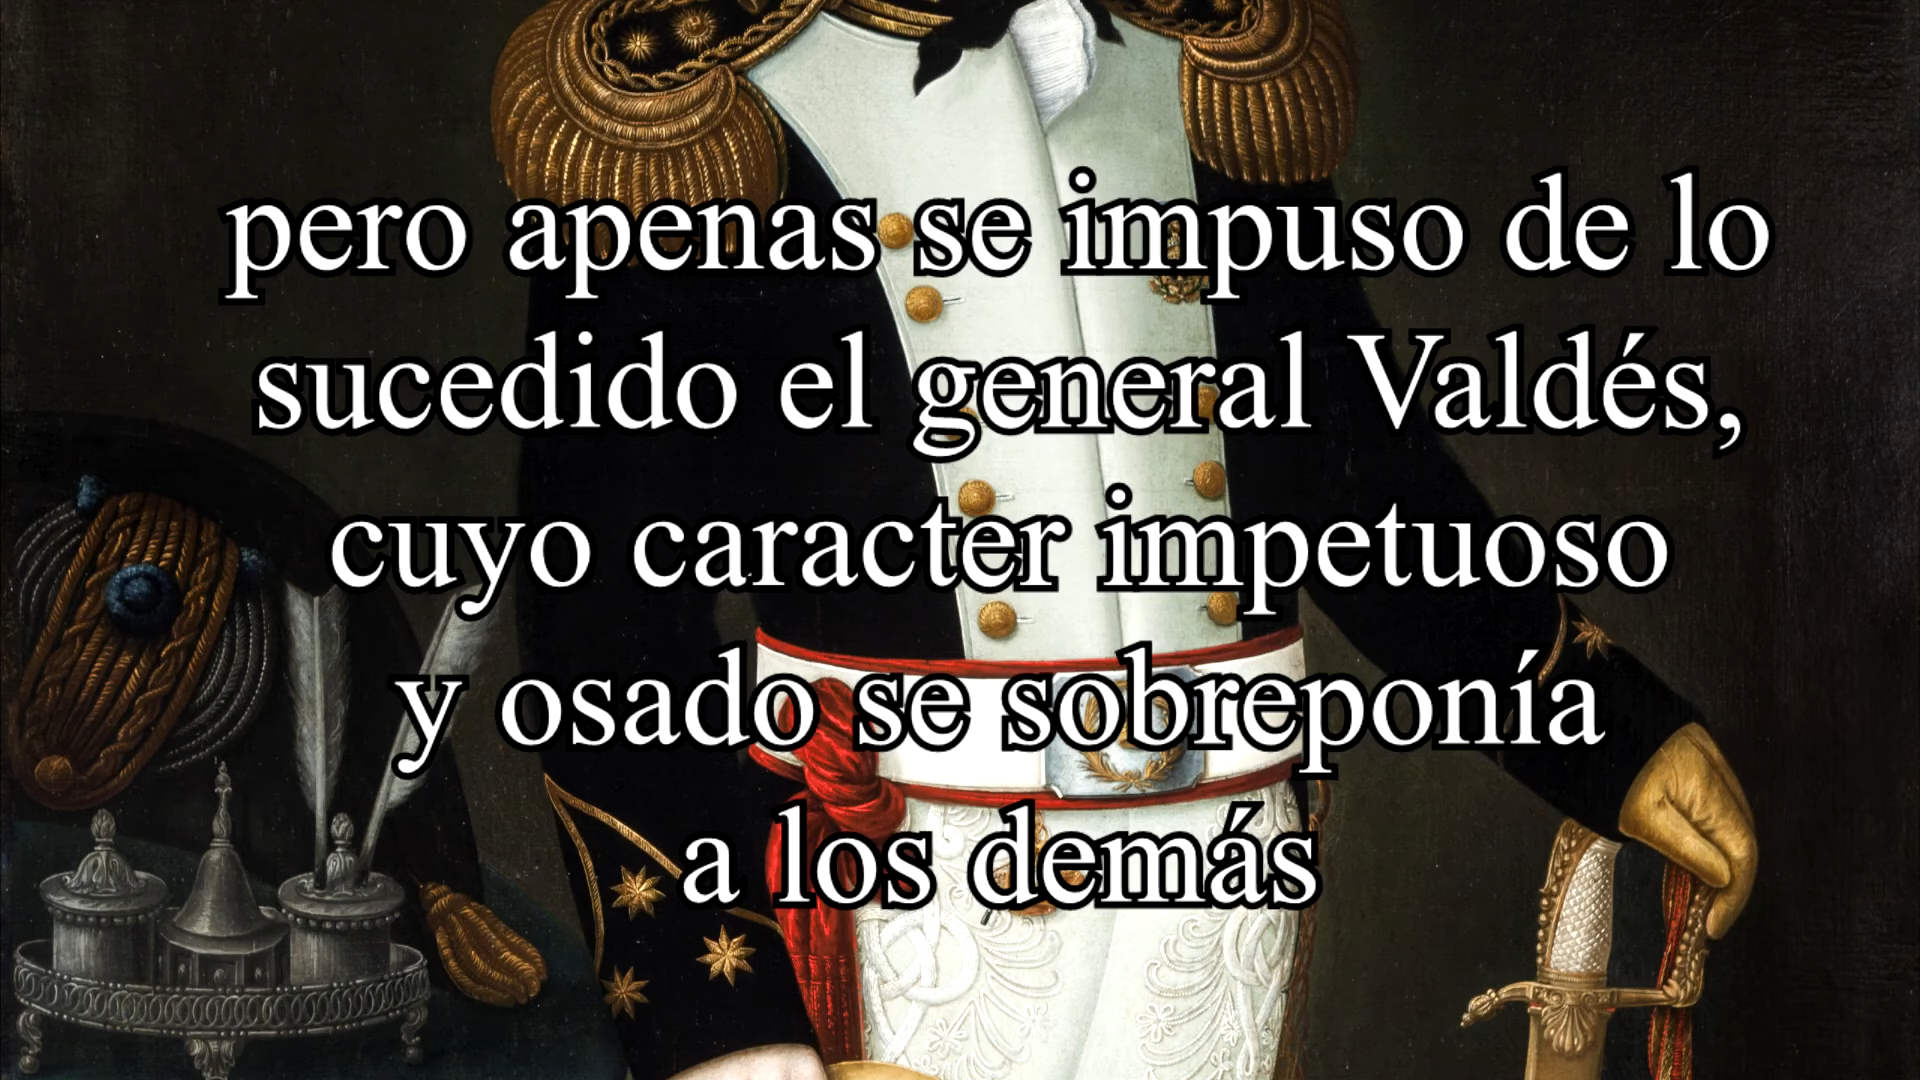 pero apenas se impuso de lo
sucedido el general Valdés,
cuyo caracter impetuoso
y osado se sobreponía
a los demás